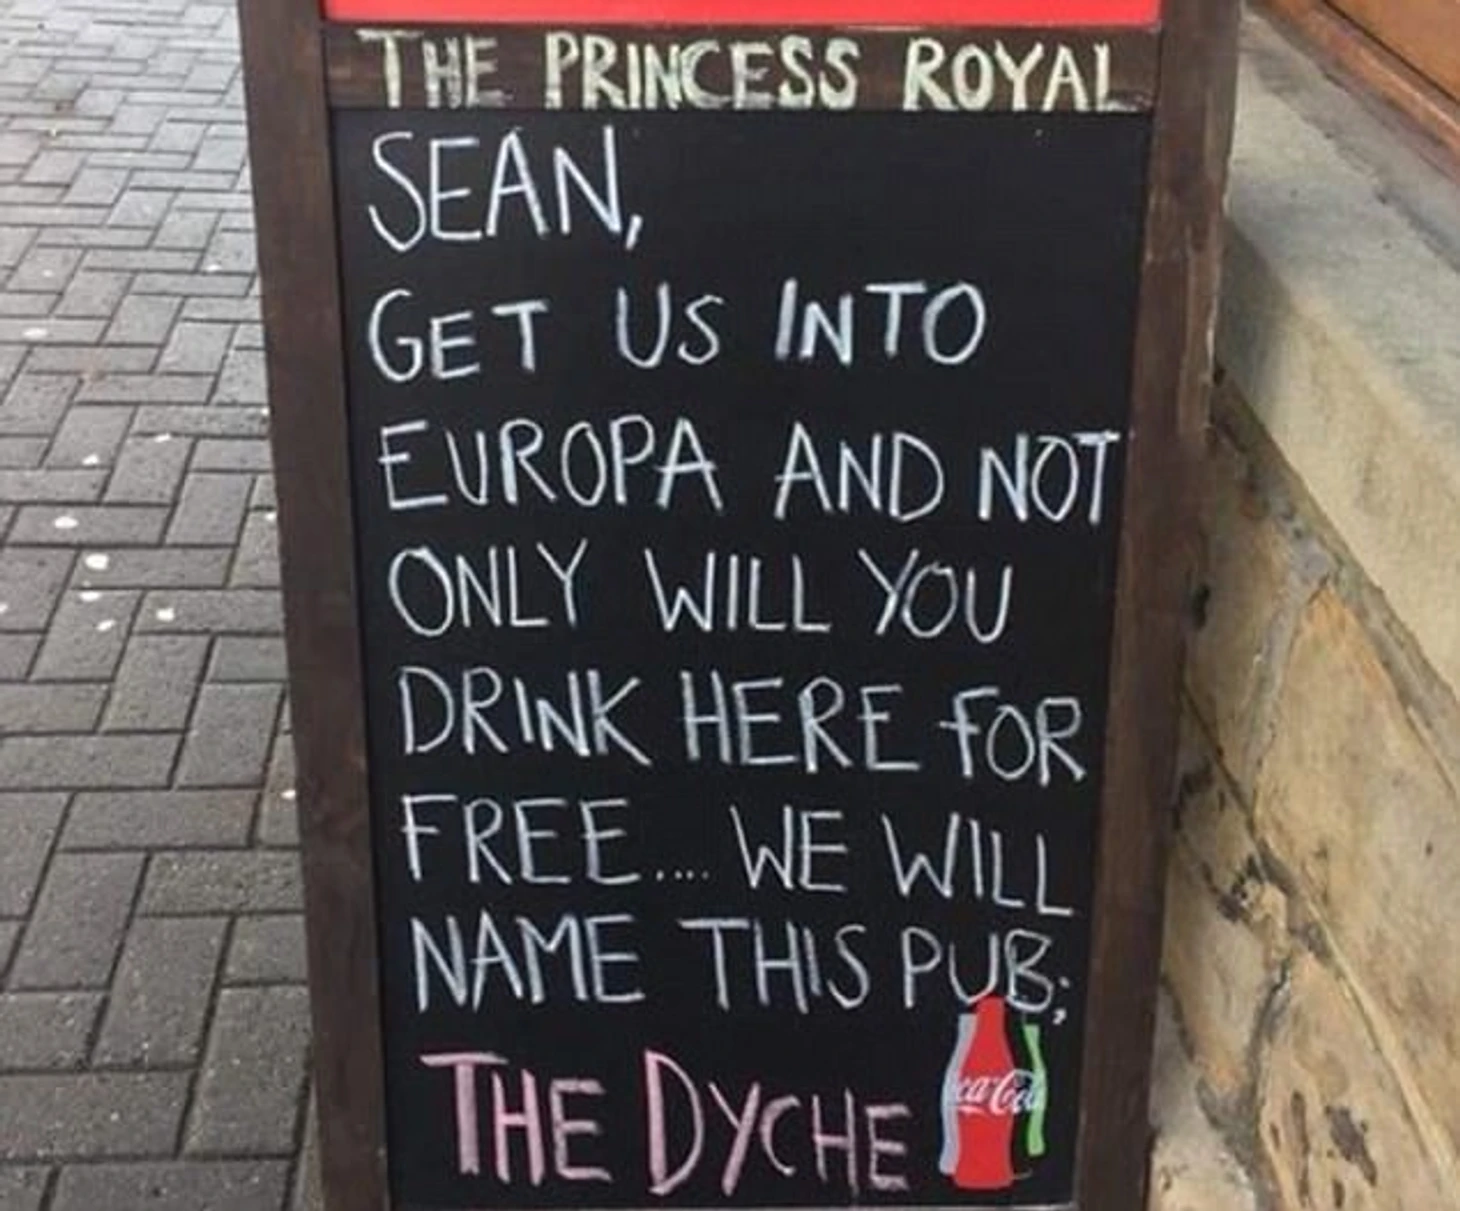 THE PRINCESS ROYAL
SEAN,
GET US INTO
EUROPA AND NOT
ONLY WILL YOU
DRINK HERE FOR
FREE.... WE WILL
NAME THIS PUB;
THE DYCHE
Coca-Cola